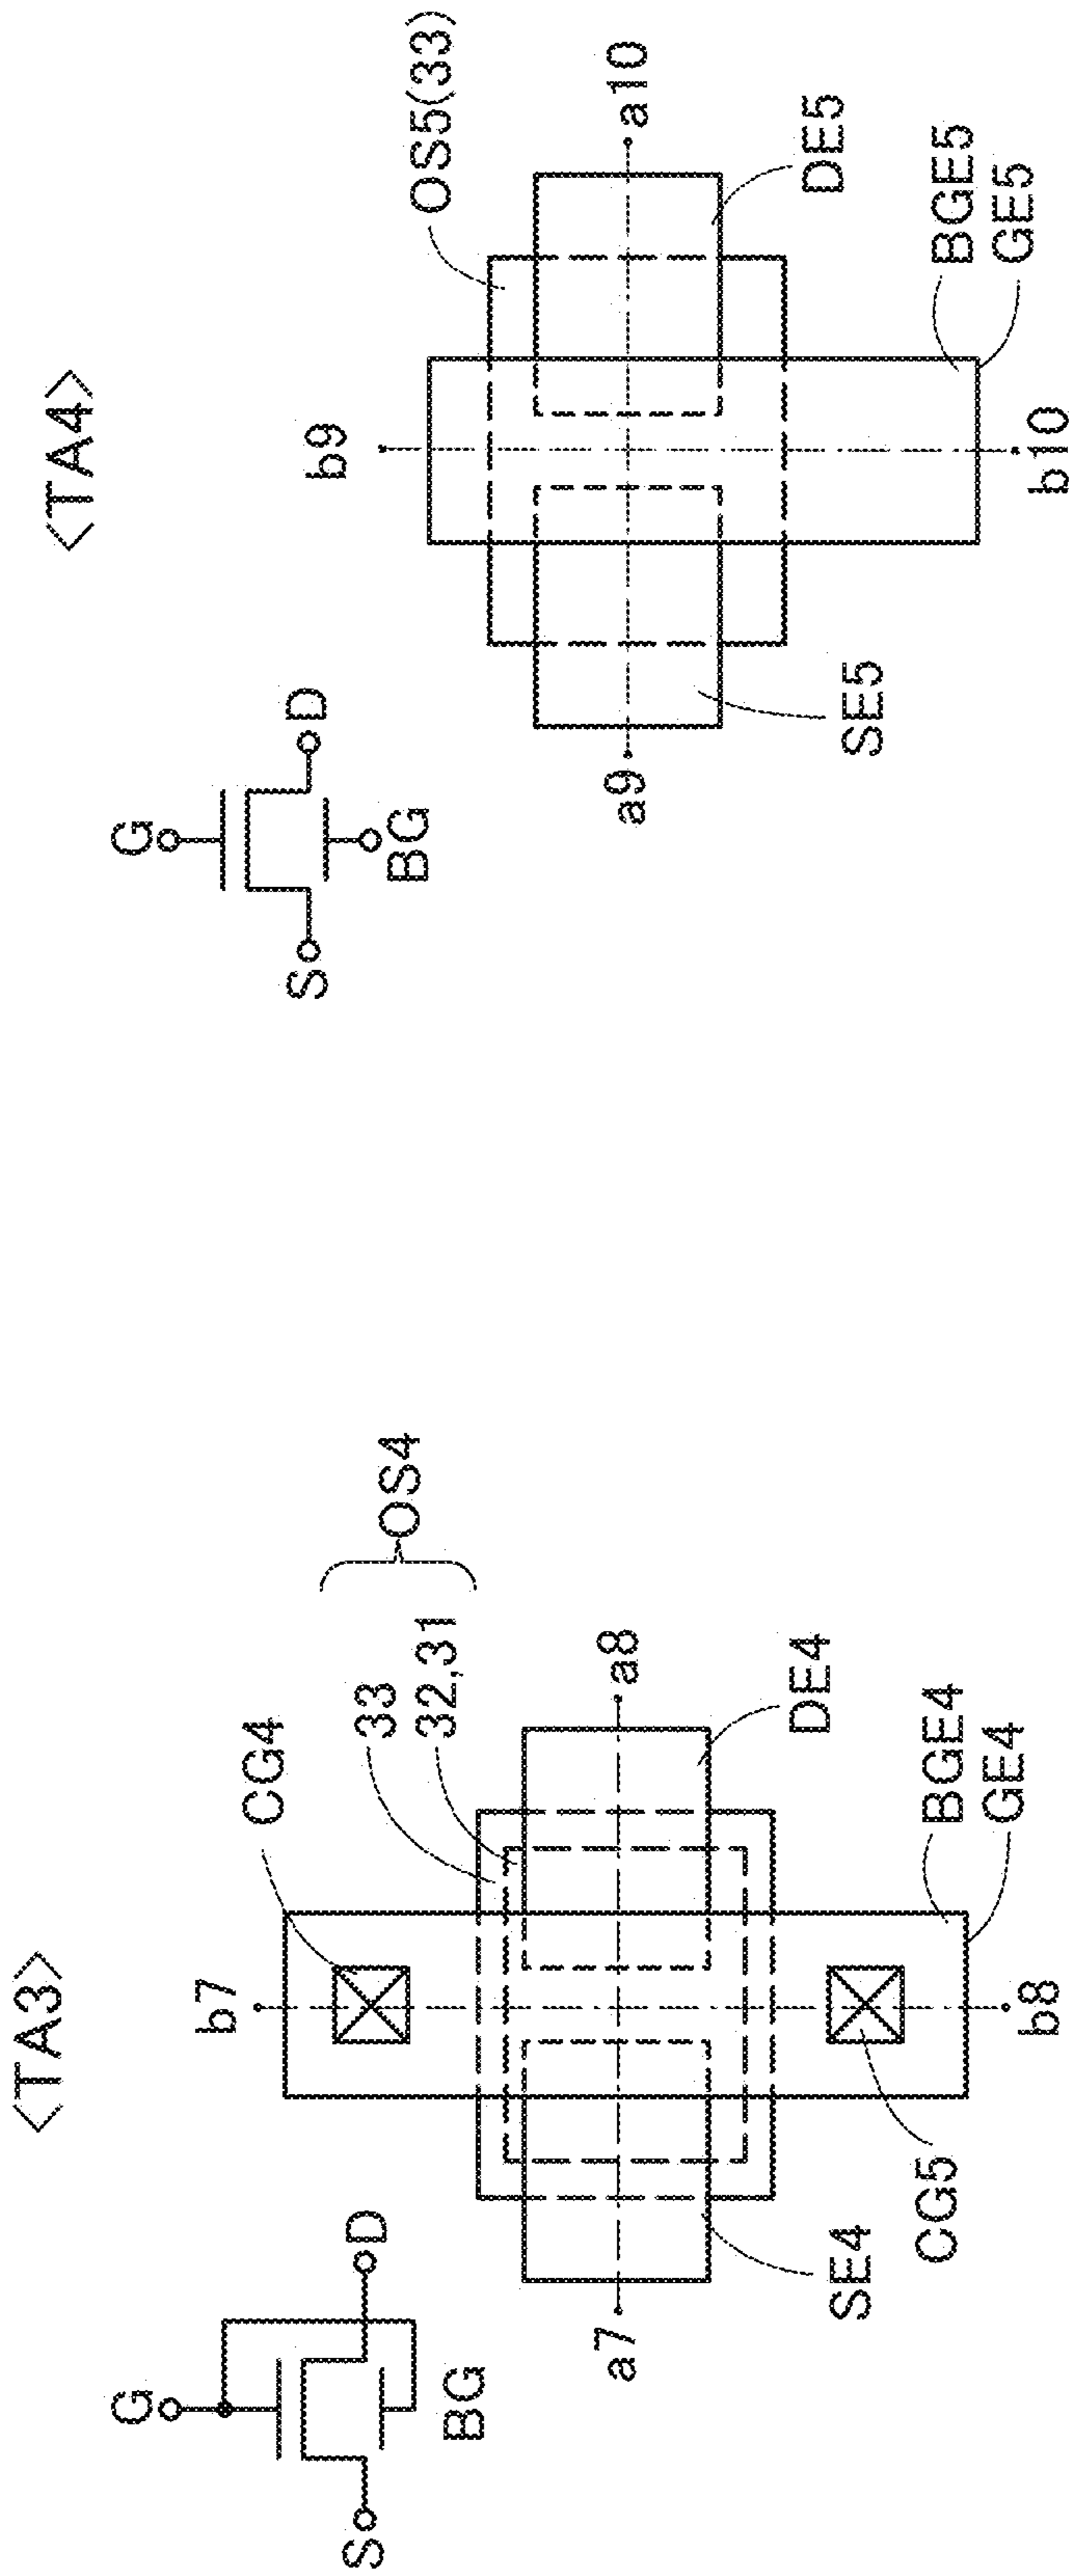 <TA3>
G
S
D
BG
b7
CG4
33
32,31
OS4
a7
a8
SE4
DE4
CG5
BGE4
GE4
b8
<TA4>
G
S
D
BG
b9
OS5(33)
a9
a10
SE5
DE5
BGE5
GE5
b10